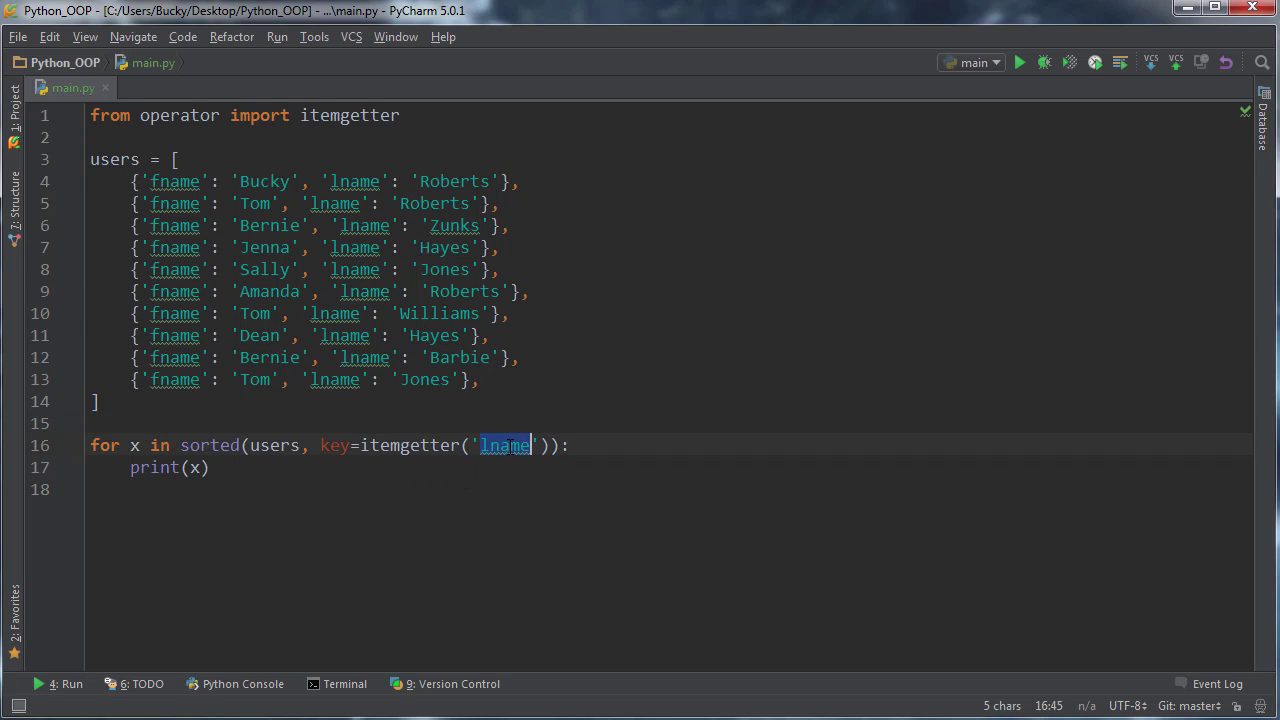 Python_OOP - [C:/Users/Bucky/Desktop/Python_OOP] - ...\main.py - PyCharm 5.0.1
File Edit View Navigate Code Refactor Run Tools VCS Window Help
Python_OOP main.py main VCS VCS
main.py
1: Project
7: Structure
2: Favorites
Database
1 from operator import itemgetter
2
3 users = [
4 {'fname': 'Bucky', 'lname': 'Roberts'},
5 {'fname': 'Tom', 'lname': 'Roberts'},
6 {'fname': 'Bernie', 'lname': 'Zunks'},
7 {'fname': 'Jenna', 'lname': 'Hayes'},
8 {'fname': 'Sally', 'lname': 'Jones'},
9 {'fname': 'Amanda', 'lname': 'Roberts'},
10 {'fname': 'Tom', 'lname': 'Williams'},
11 {'fname': 'Dean', 'lname': 'Hayes'},
12 {'fname': 'Bernie', 'lname': 'Barbie'},
13 {'fname': 'Tom', 'lname': 'Jones'},
14 ]
15
16 for x in sorted(users, key=itemgetter('lname')):
17 print(x)
18
4: Run 6: TODO Python Console Terminal 9: Version Control Event Log
5 chars 16:45 n/a UTF-8 Git: master